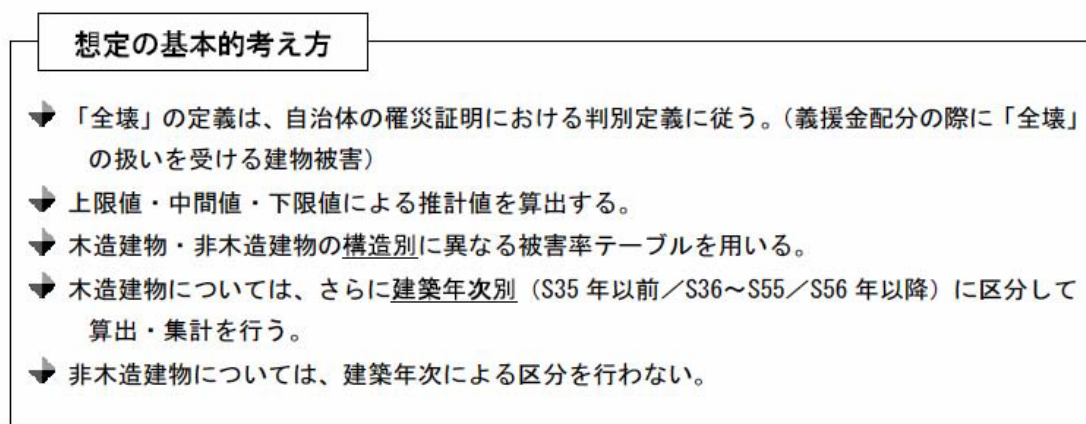 想定の基本的考え方
「全壊」の定義は、自治体の罹災証明における判別定義に従う。（義援金配分の際に「全壊」
の扱いを受ける建物被害）
上限値・中間値・下限値による推計値を算出する。
木造建物・非木造建物の構造別に異なる被害率テーブルを用いる。
木造建物については、さらに建築年次別（S35 年以前／S36～S55／S56 年以降）に区分して
算出・集計を行う。
非木造建物については、建築年次による区分を行わない。